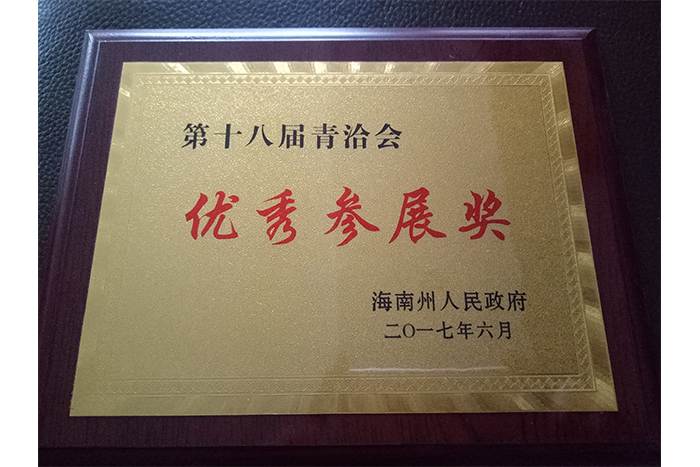 第十八届青洽会
优秀参展奖
海南州人民政府
二〇一七年六月